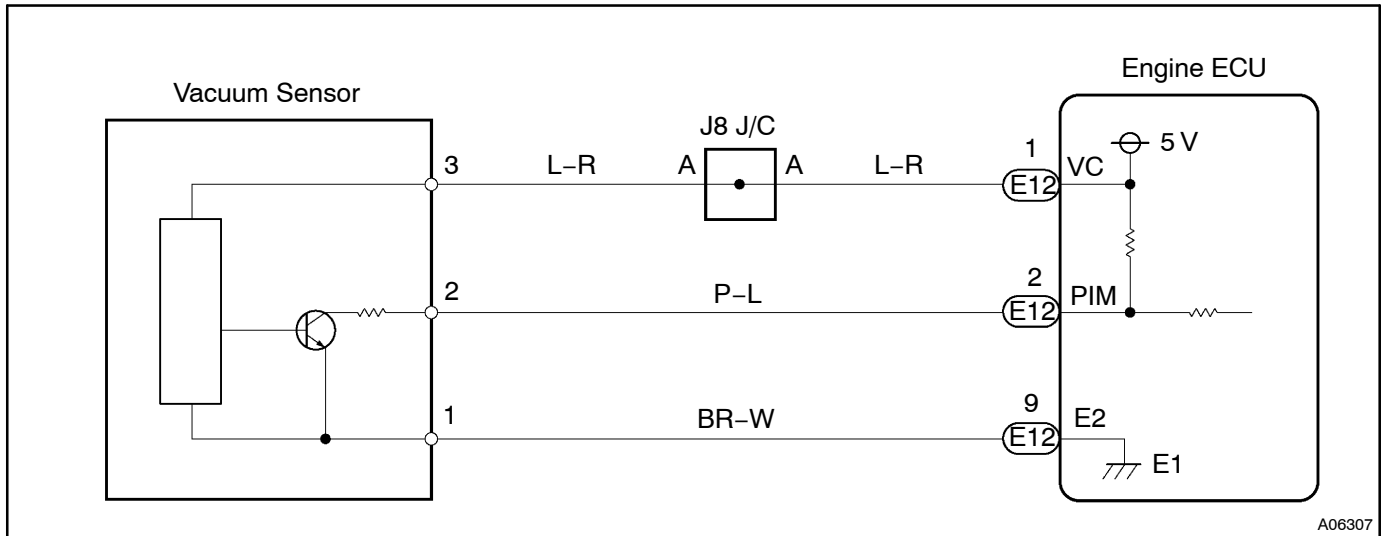 Engine ECU
Vacuum Sensor
J8 J/C
5 V
3 L–R A A L–R 1 VC
E12
2 P–L 2 PIM
E12
1 BR–W 9 E2
E12
E1
A06307